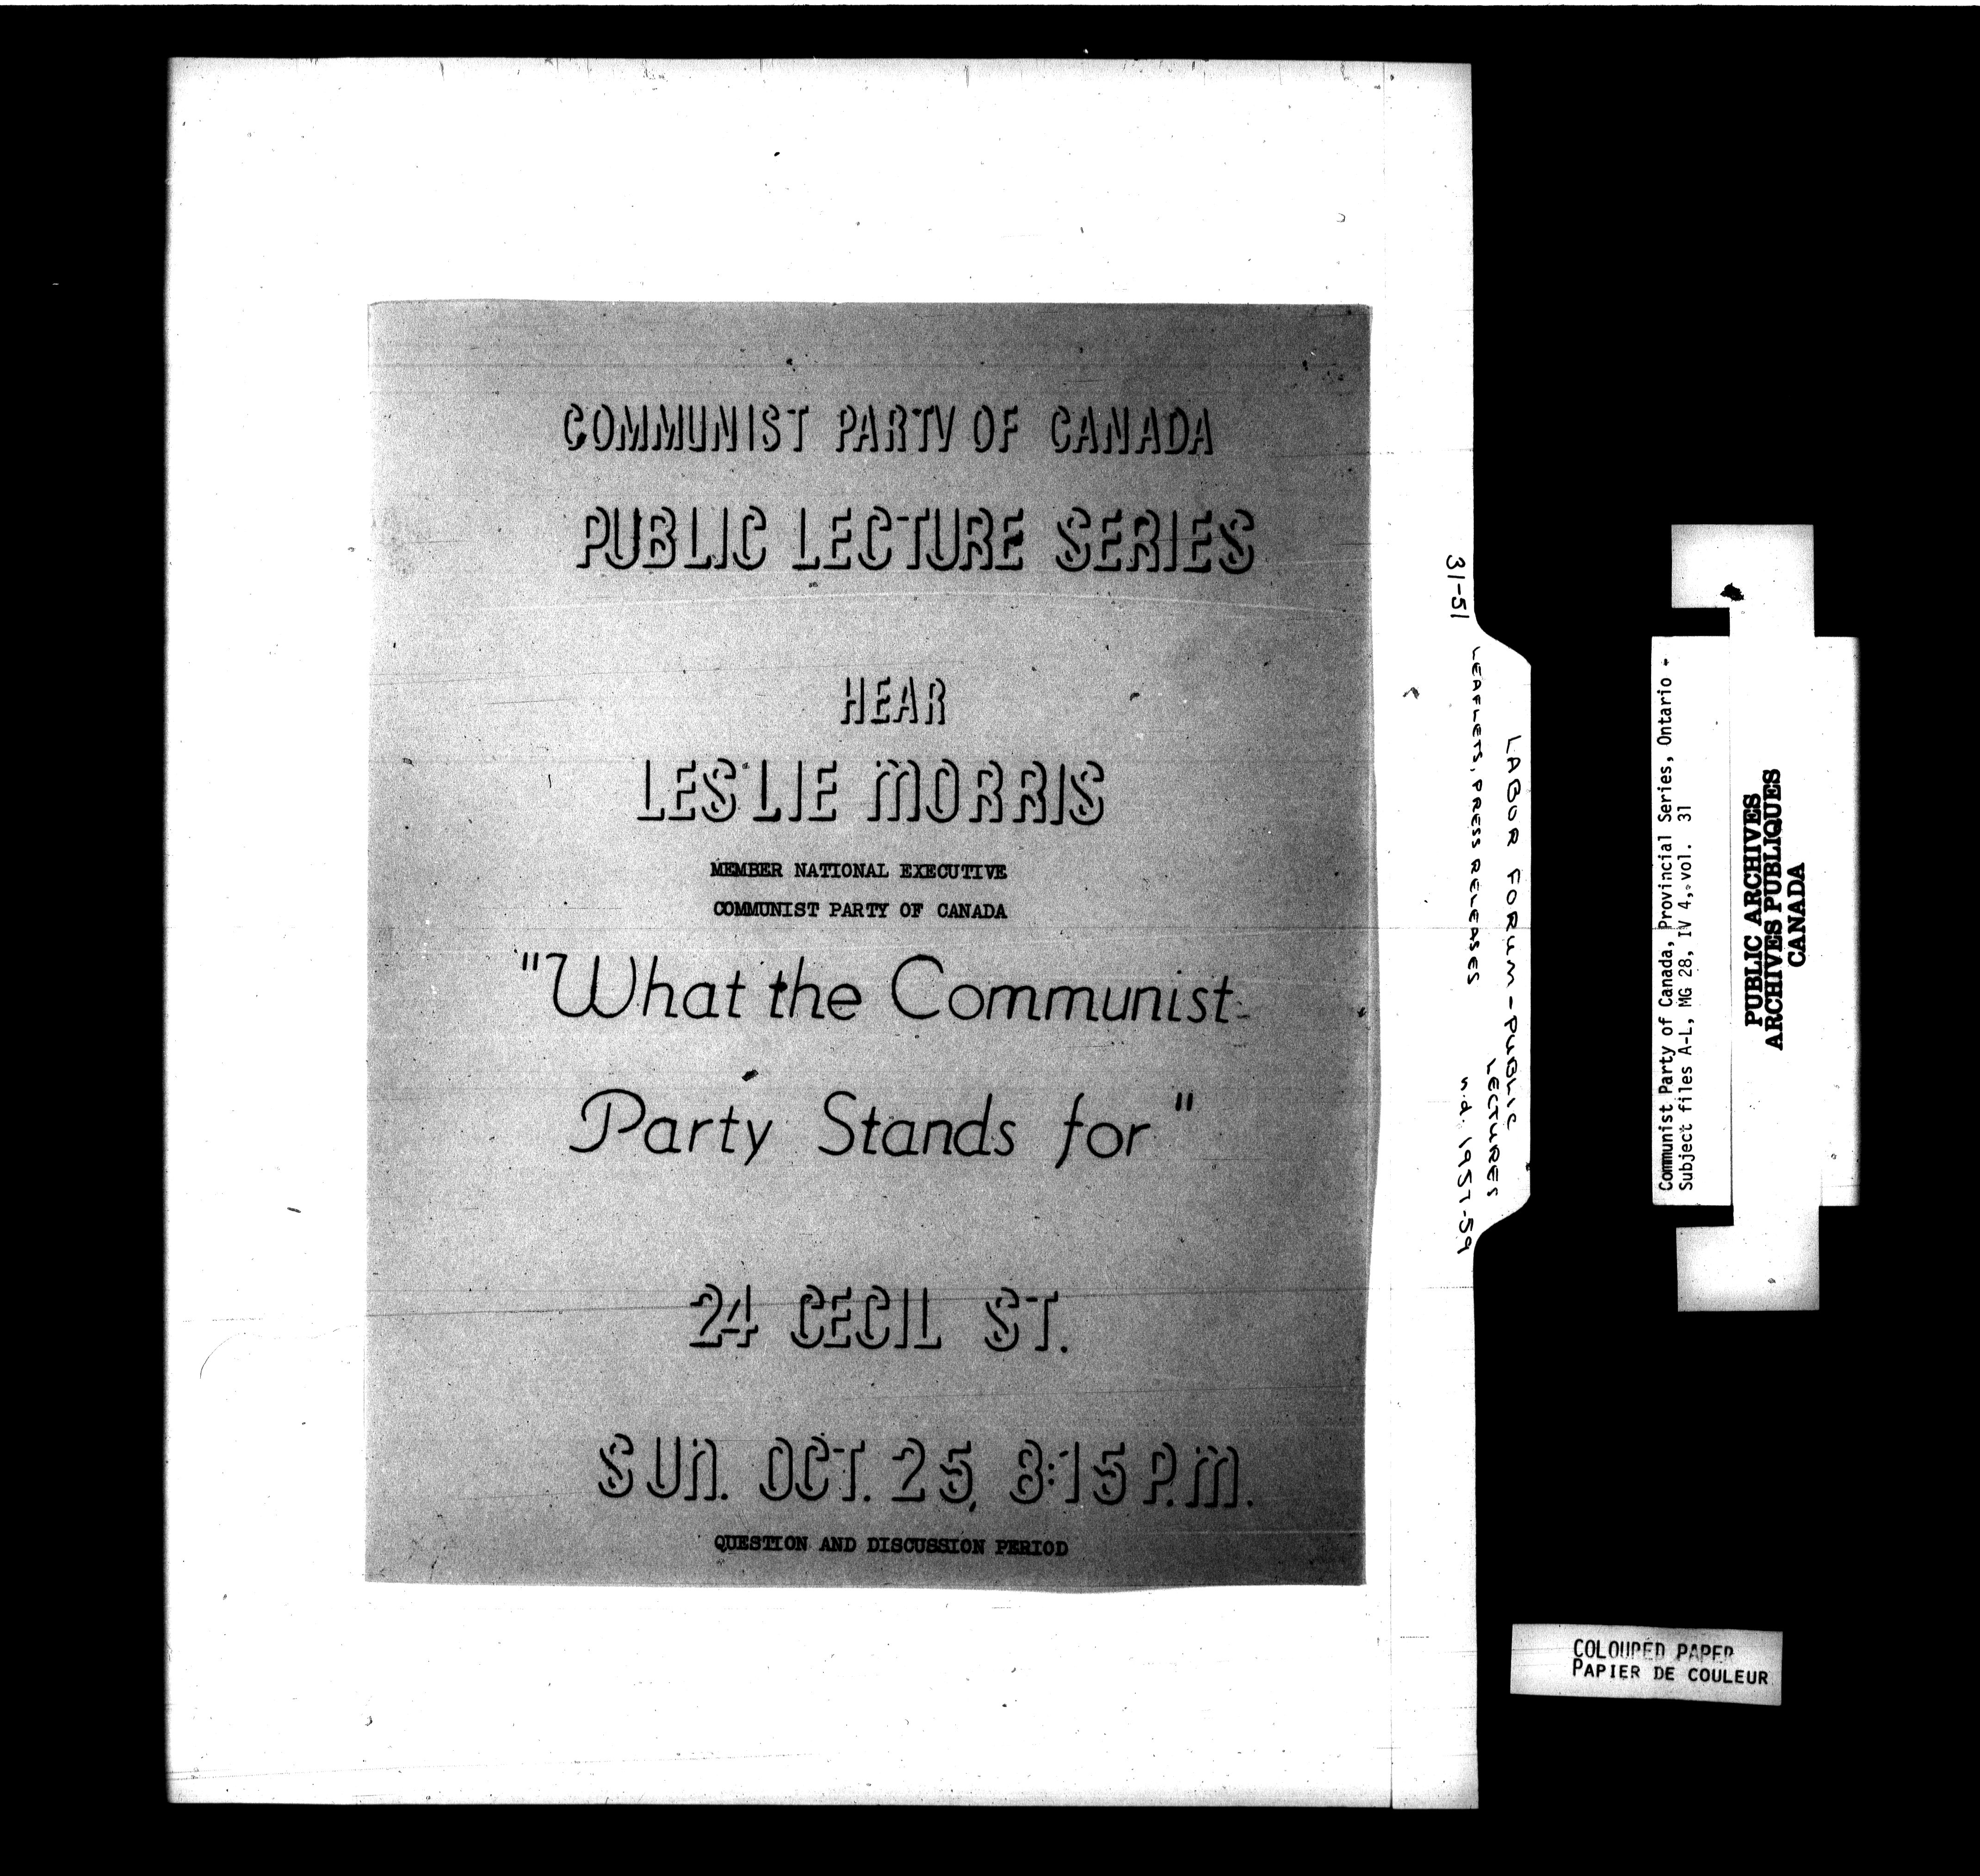 COMMUNIST PARTY OF CANADA
PUBLIC LECTURE SERIES
HEAR
LESLIE MORRIS
MEMBER NATIONAL EXECUTIVE
COMMUNIST PARTY OF CANADA
"What the Communist
Party Stands for"
24 CECIL ST.
SUN. OCT. 25, 8:15 P.M.
QUESTION AND DISCUSSION PERIOD
31-51
LABOR FORUM - PUBLIC
LECTURES
LEAFLETS, PRESS RELEASES
n.d. 1957-59
Communist Party of Canada, Provincial Series, Ontario -
Subject files A-L, MG 28, IV 4, vol. 31
PUBLIC ARCHIVES
ARCHIVES PUBLIQUES
CANADA
COLOURED PAPER
PAPIER DE COULEUR